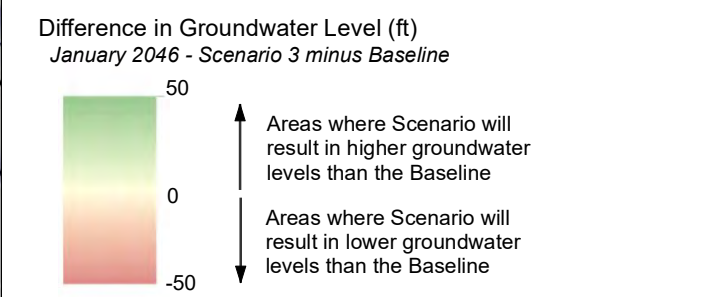 Difference in Groundwater Level (ft)
January 2046 - Scenario 3 minus Baseline
50
Areas where Scenario will
result in higher groundwater
levels than the Baseline
0
Areas where Scenario will
result in lower groundwater
levels than the Baseline
-50